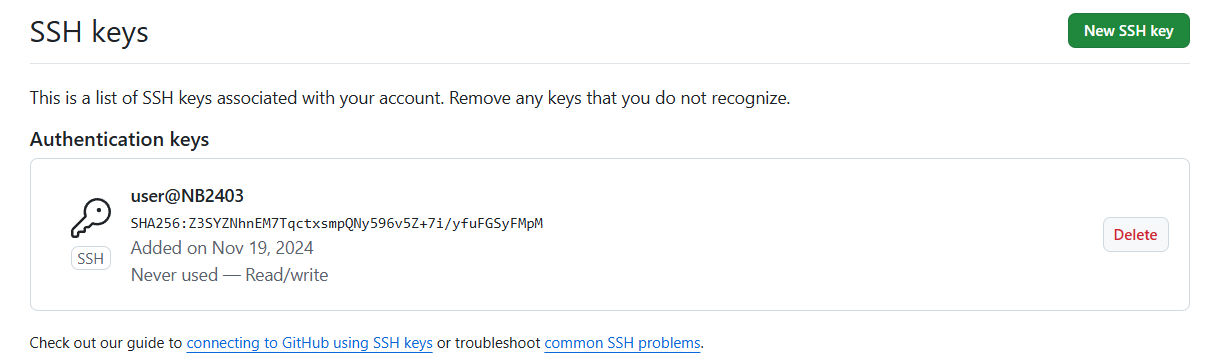 SSH keys
New SSH key
This is a list of SSH keys associated with your account. Remove any keys that you do not recognize.
Authentication keys
user@NB2403
SHA256:Z3SYZNhnEM7TqctxsmpQNy596v5Z+7i/yfuFGSyFMpM
Added on Nov 19, 2024
Never used — Read/write
SSH
Delete
Check out our guide to connecting to GitHub using SSH keys or troubleshoot common SSH problems.